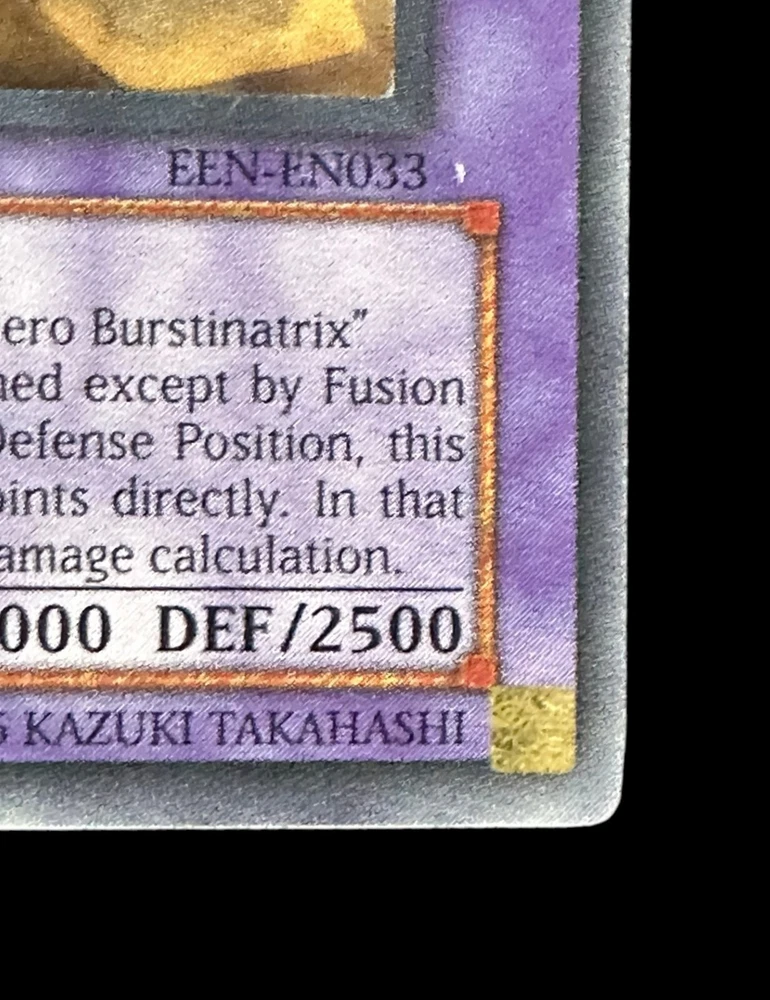 EEN-EN033
ero Burstinatrix"
ned except by Fusion
Defense Position, this
oints directly. In that
amage calculation.
000 DEF/2500
KAZUKI TAKAHASHI